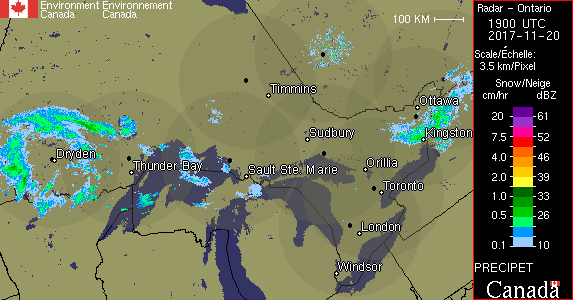 Environment Environnement
Canada Canada
100 KM
Timmins
Ottawa
Sudbury
Kingston
Dryden
Thunder Bay
Sault Ste. Marie
Orillia
Toronto
London
Windsor
Radar - Ontario
1900 UTC
2017-11-20
Scale/Échelle:
3.5 km/Pixel
Snow/Neige
cm/hr dBZ
20 61
7.5 52
4.0 46
2.0 39
1.0 33
0.5 26
0.1 10
PRECIPET
Canada